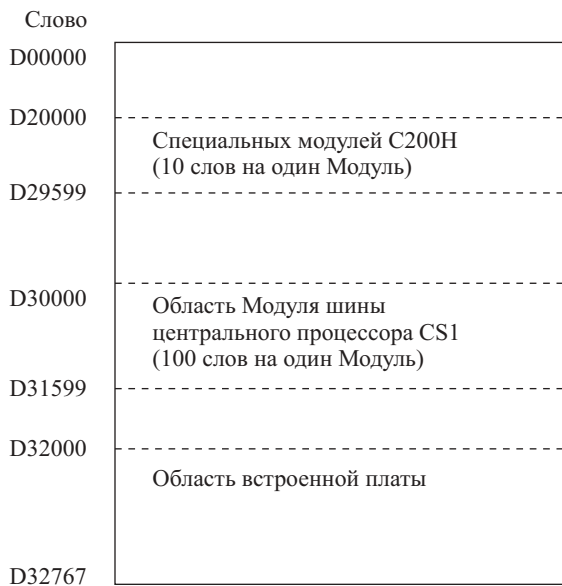 Слово
D00000
D20000
Специальных модулей C200H
(10 слов на один Модуль)
D29599
D30000
Область Модуля шины
центрального процессора CS1
(100 слов на один Модуль)
D31599
D32000
Область встроенной платы
D32767